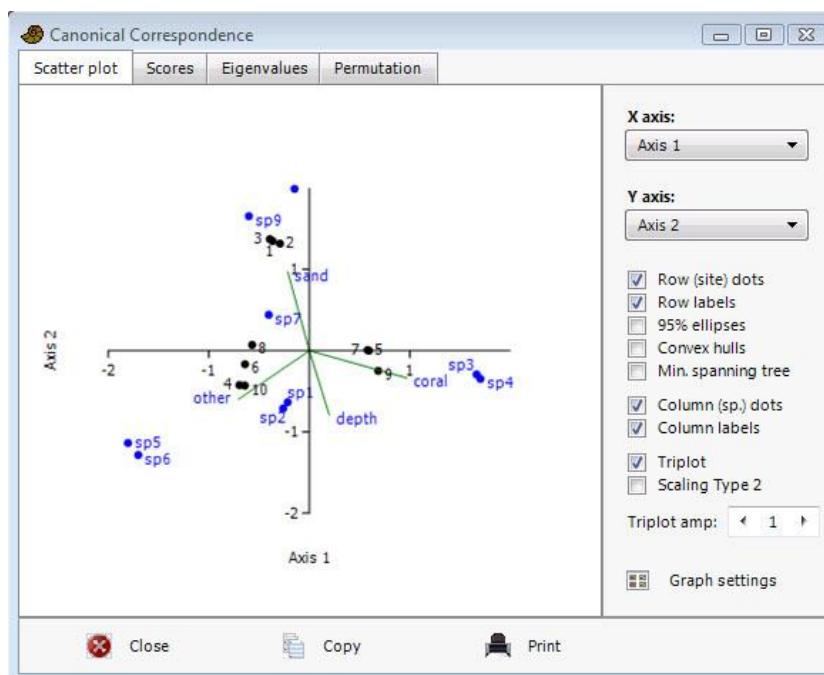 Canonical Correspondence
Scatter plot Scores Eigenvalues Permutation
X axis:
Axis 1
Y axis:
Axis 2
Row (site) dots
Row labels
95% ellipses
Convex hulls
Min. spanning tree
Column (sp.) dots
Column labels
Triplot
Scaling Type 2
Triplot amp: 1
Graph settings
sp9
3 2
1
1
sand
sp7
8 7 5
-2 -1 1
6 sp3
9 coral sp4
4 10
other sp1
sp2 depth
-1
sp5
sp6
-2
Axis 2
Axis 1
Close Copy Print